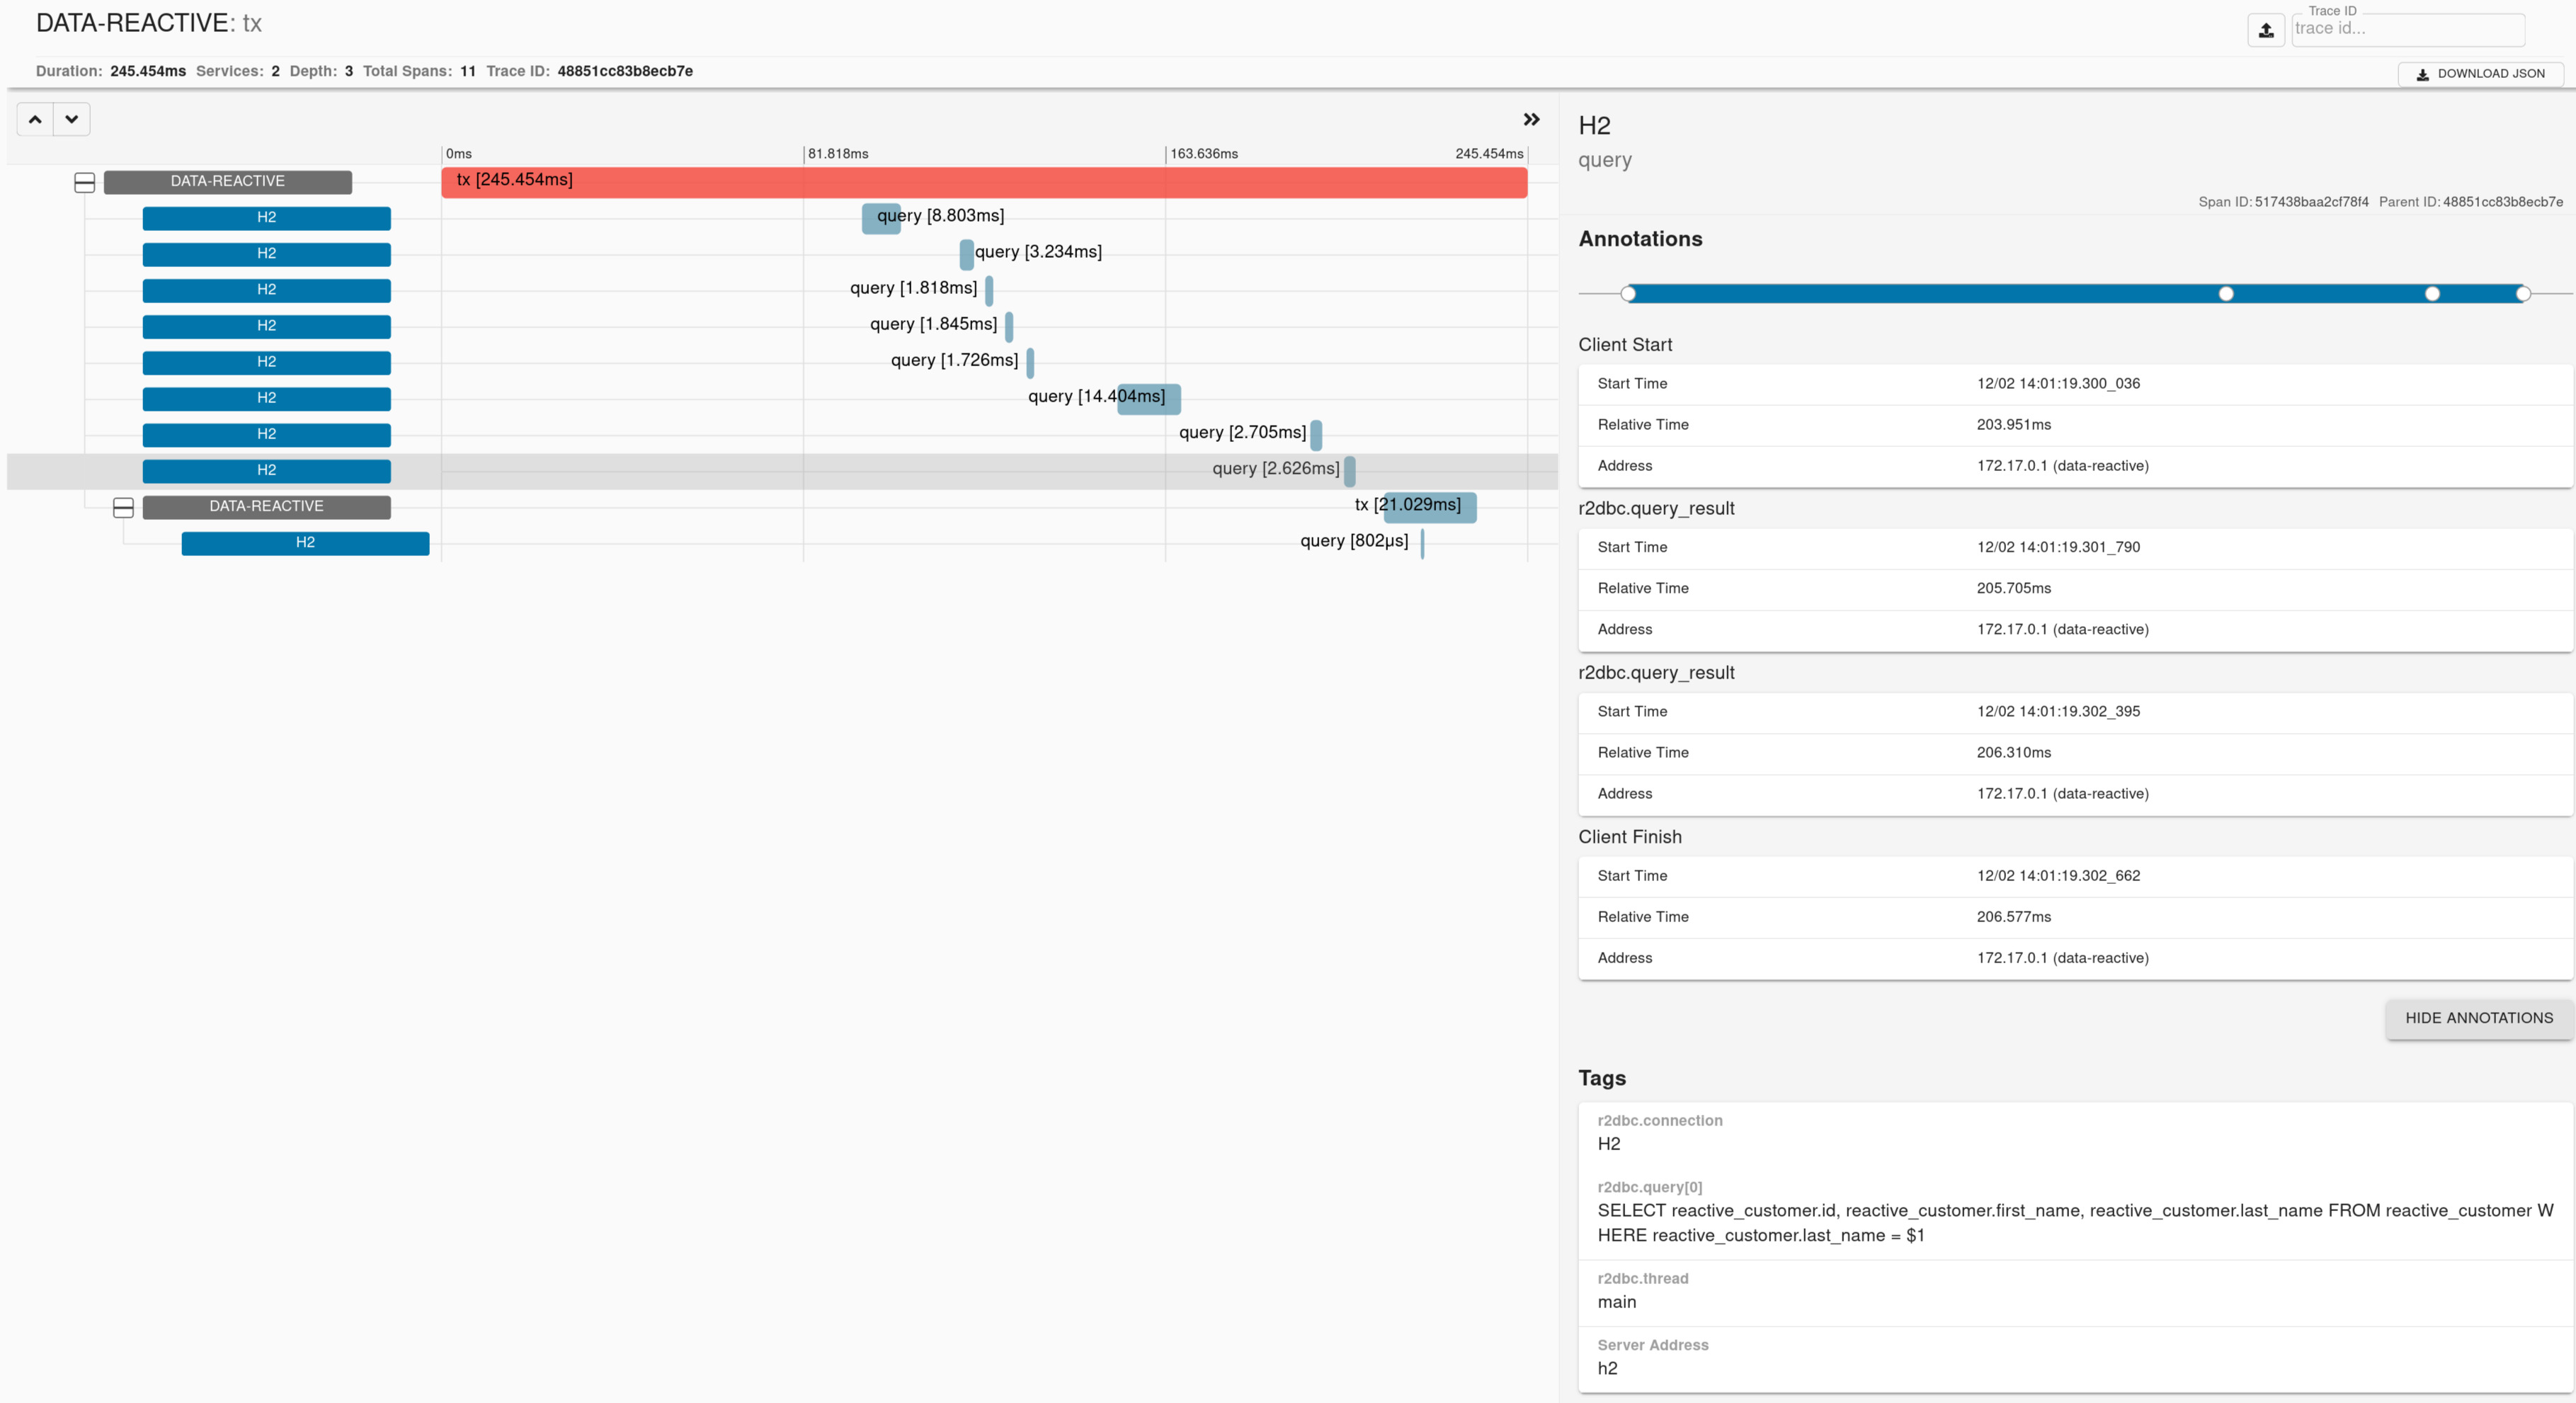 DATA-REACTIVE: tx
Trace ID
trace id...
Duration: 245.454ms Services: 2 Depth: 3 Total Spans: 11 Trace ID: 48851cc83b8ecb7e
DOWNLOAD JSON
0ms 81.818ms 163.636ms 245.454ms
DATA-REACTIVE tx [245.454ms]
H2 query [8.803ms]
H2 query [3.234ms]
H2 query [1.818ms]
H2 query [1.845ms]
H2 query [1.726ms]
H2 query [14.404ms]
H2 query [2.705ms]
H2 query [2.626ms]
DATA-REACTIVE tx [21.029ms]
H2 query [802µs]
H2
query
Span ID: 517438baa2cf78f4 Parent ID: 48851cc83b8ecb7e
Annotations
Client Start
Start Time 12/02 14:01:19.300_036
Relative Time 203.951ms
Address 172.17.0.1 (data-reactive)
r2dbc.query_result
Start Time 12/02 14:01:19.301_790
Relative Time 205.705ms
Address 172.17.0.1 (data-reactive)
r2dbc.query_result
Start Time 12/02 14:01:19.302_395
Relative Time 206.310ms
Address 172.17.0.1 (data-reactive)
Client Finish
Start Time 12/02 14:01:19.302_662
Relative Time 206.577ms
Address 172.17.0.1 (data-reactive)
HIDE ANNOTATIONS
Tags
r2dbc.connection
H2
r2dbc.query[0]
SELECT reactive_customer.id, reactive_customer.first_name, reactive_customer.last_name FROM reactive_customer W
HERE reactive_customer.last_name = $1
r2dbc.thread
main
Server Address
h2